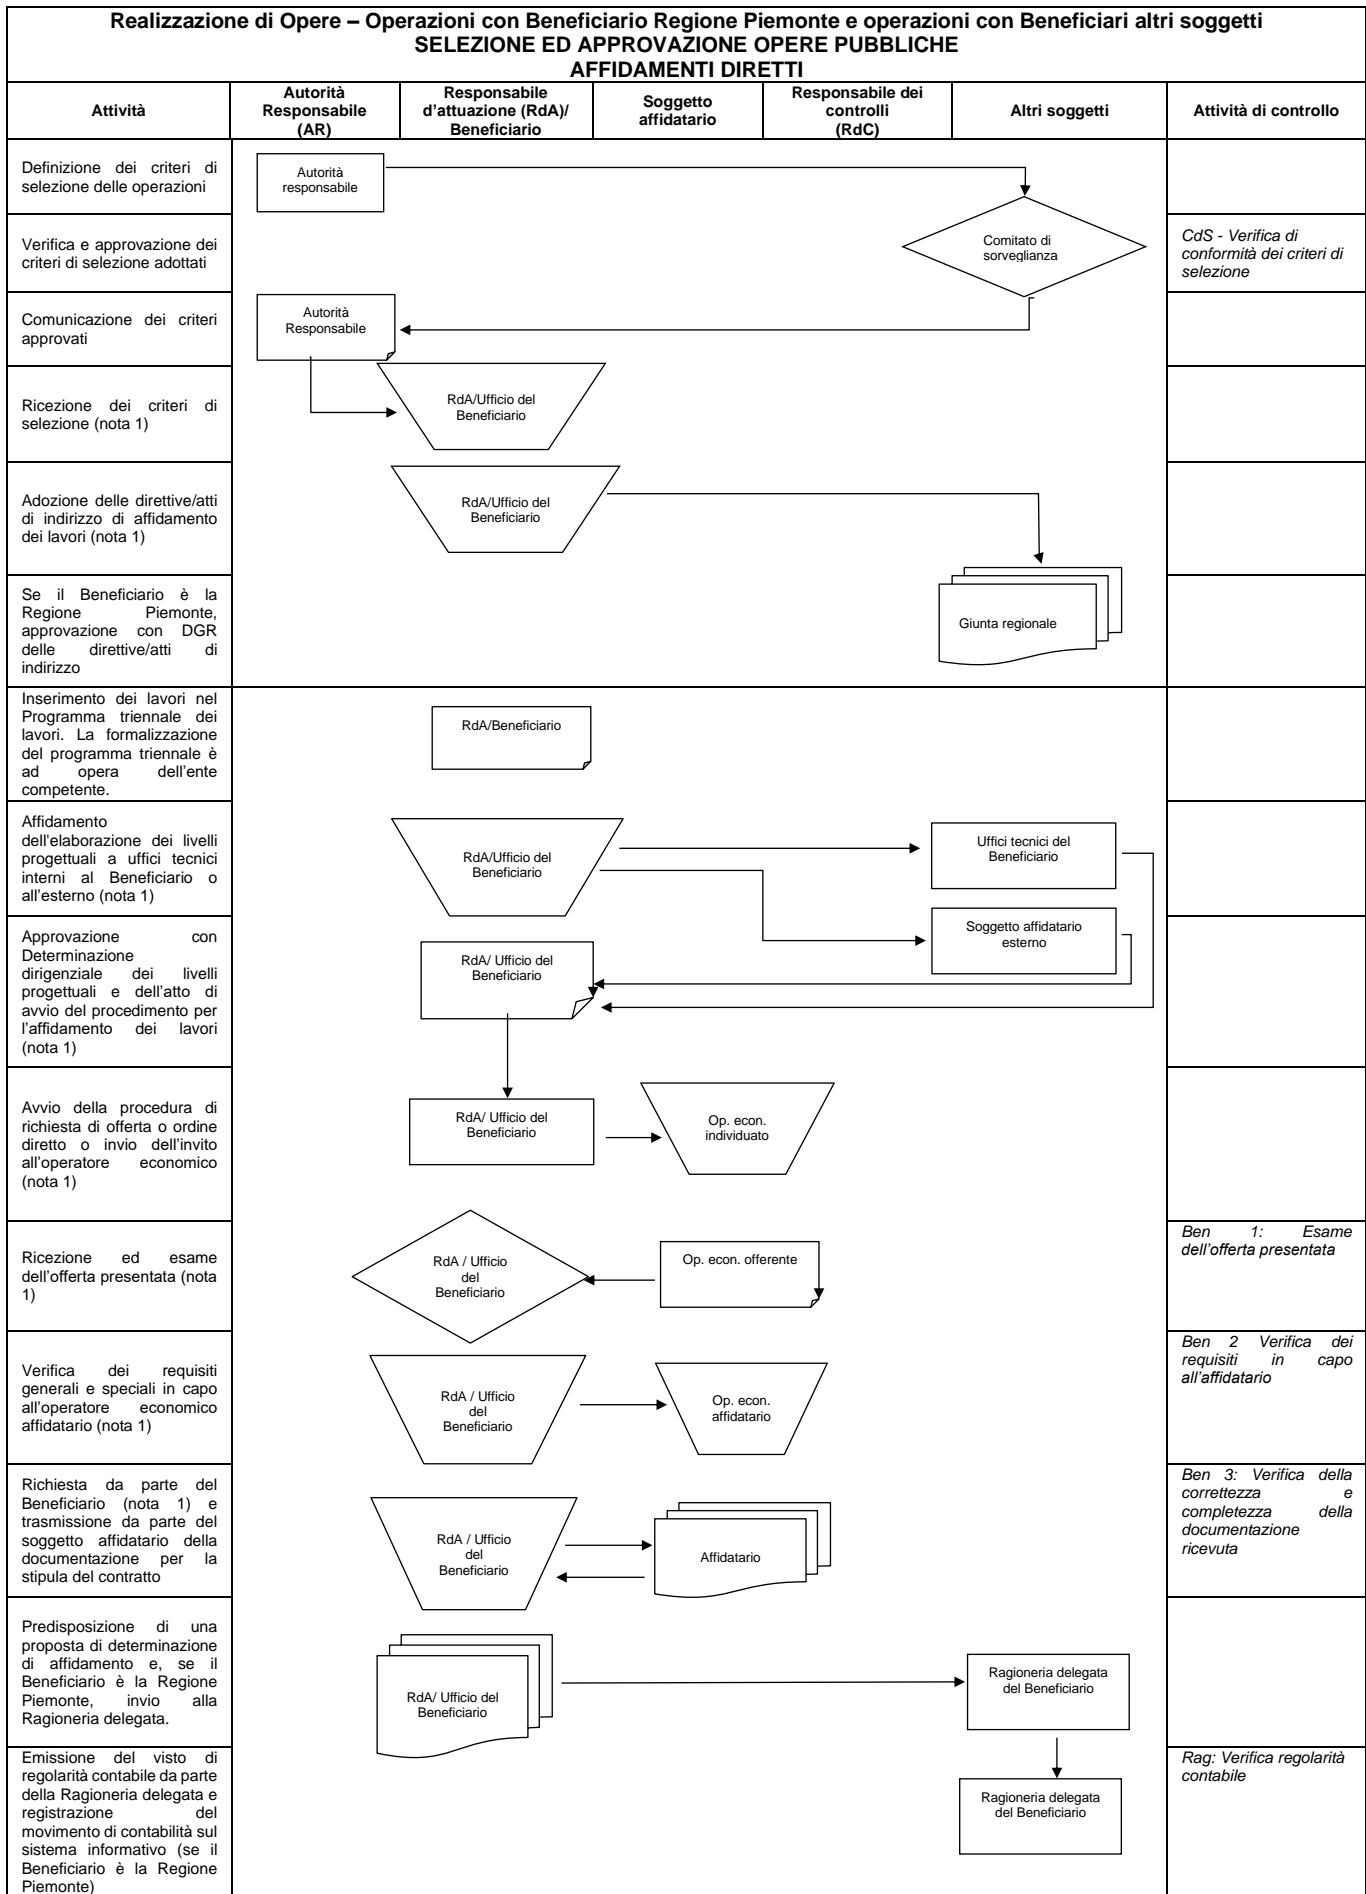 Realizzazione di Opere – Operazioni con Beneficiario Regione Piemonte e operazioni con Beneficiari altri soggetti
SELEZIONE ED APPROVAZIONE OPERE PUBBLICHE
AFFIDAMENTI DIRETTI
Attività
Autorità
Responsabile
(AR)
Responsabile
d'attuazione (RdA)/
Beneficiario
Soggetto
affidatario
Responsabile dei
controlli
(RdC)
Altri soggetti
Attività di controllo
Definizione dei criteri di
selezione delle operazioni
Autorità
responsabile
Verifica e approvazione dei
criteri di selezione adottati
Comitato di
sorveglianza
CdS - Verifica di
conformità dei criteri di
selezione
Comunicazione dei criteri
approvati
Autorità
Responsabile
Ricezione dei criteri di
selezione (nota 1)
RdA/Ufficio del
Beneficiario
Adozione delle direttive/atti
di indirizzo di affidamento
dei lavori (nota 1)
RdA/Ufficio del
Beneficiario
Se il Beneficiario è la
Regione Piemonte,
approvazione con DGR
delle direttive/atti di
indirizzo
Giunta regionale
Inserimento dei lavori nel
Programma triennale dei
lavori. La formalizzazione
del programma triennale è
ad opera dell'ente
competente.
RdA/Beneficiario
Affidamento
dell'elaborazione dei livelli
progettuali a uffici tecnici
interni al Beneficiario o
all'esterno (nota 1)
RdA/Ufficio del
Beneficiario
Uffici tecnici del
Beneficiario
Soggetto affidatario
esterno
Approvazione con
Determinazione
dirigenziale dei livelli
progettuali e dell'atto di
avvio del procedimento per
l'affidamento dei lavori
(nota 1)
RdA/ Ufficio del
Beneficiario
Avvio della procedura di
richiesta di offerta o ordine
diretto o invio dell'invito
all'operatore economico
(nota 1)
RdA/ Ufficio del
Beneficiario
Op. econ.
individuato
Ricezione ed esame
dell'offerta presentata (nota
1)
RdA / Ufficio
del
Beneficiario
Op. econ. offerente
Ben 1: Esame
dell'offerta presentata
Verifica dei requisiti
generali e speciali in capo
all'operatore economico
affidatario (nota 1)
RdA / Ufficio
del
Beneficiario
Op. econ.
affidatario
Ben 2 Verifica dei
requisiti in capo
all'affidatario
Richiesta da parte del
Beneficiario (nota 1) e
trasmissione da parte del
soggetto affidatario della
documentazione per la
stipula del contratto
RdA / Ufficio
del
Beneficiario
Affidatario
Ben 3: Verifica della
correttezza e
completezza della
documentazione
ricevuta
Predisposizione di una
proposta di determinazione
di affidamento e, se il
Beneficiario è la Regione
Piemonte, invio alla
Ragioneria delegata.
RdA/ Ufficio del
Beneficiario
Ragioneria delegata
del Beneficiario
Emissione del visto di
regolarità contabile da parte
della Ragioneria delegata e
registrazione del
movimento di contabilità sul
sistema informativo (se il
Beneficiario è la Regione
Piemonte)
Ragioneria delegata
del Beneficiario
Rag: Verifica regolarità
contabile